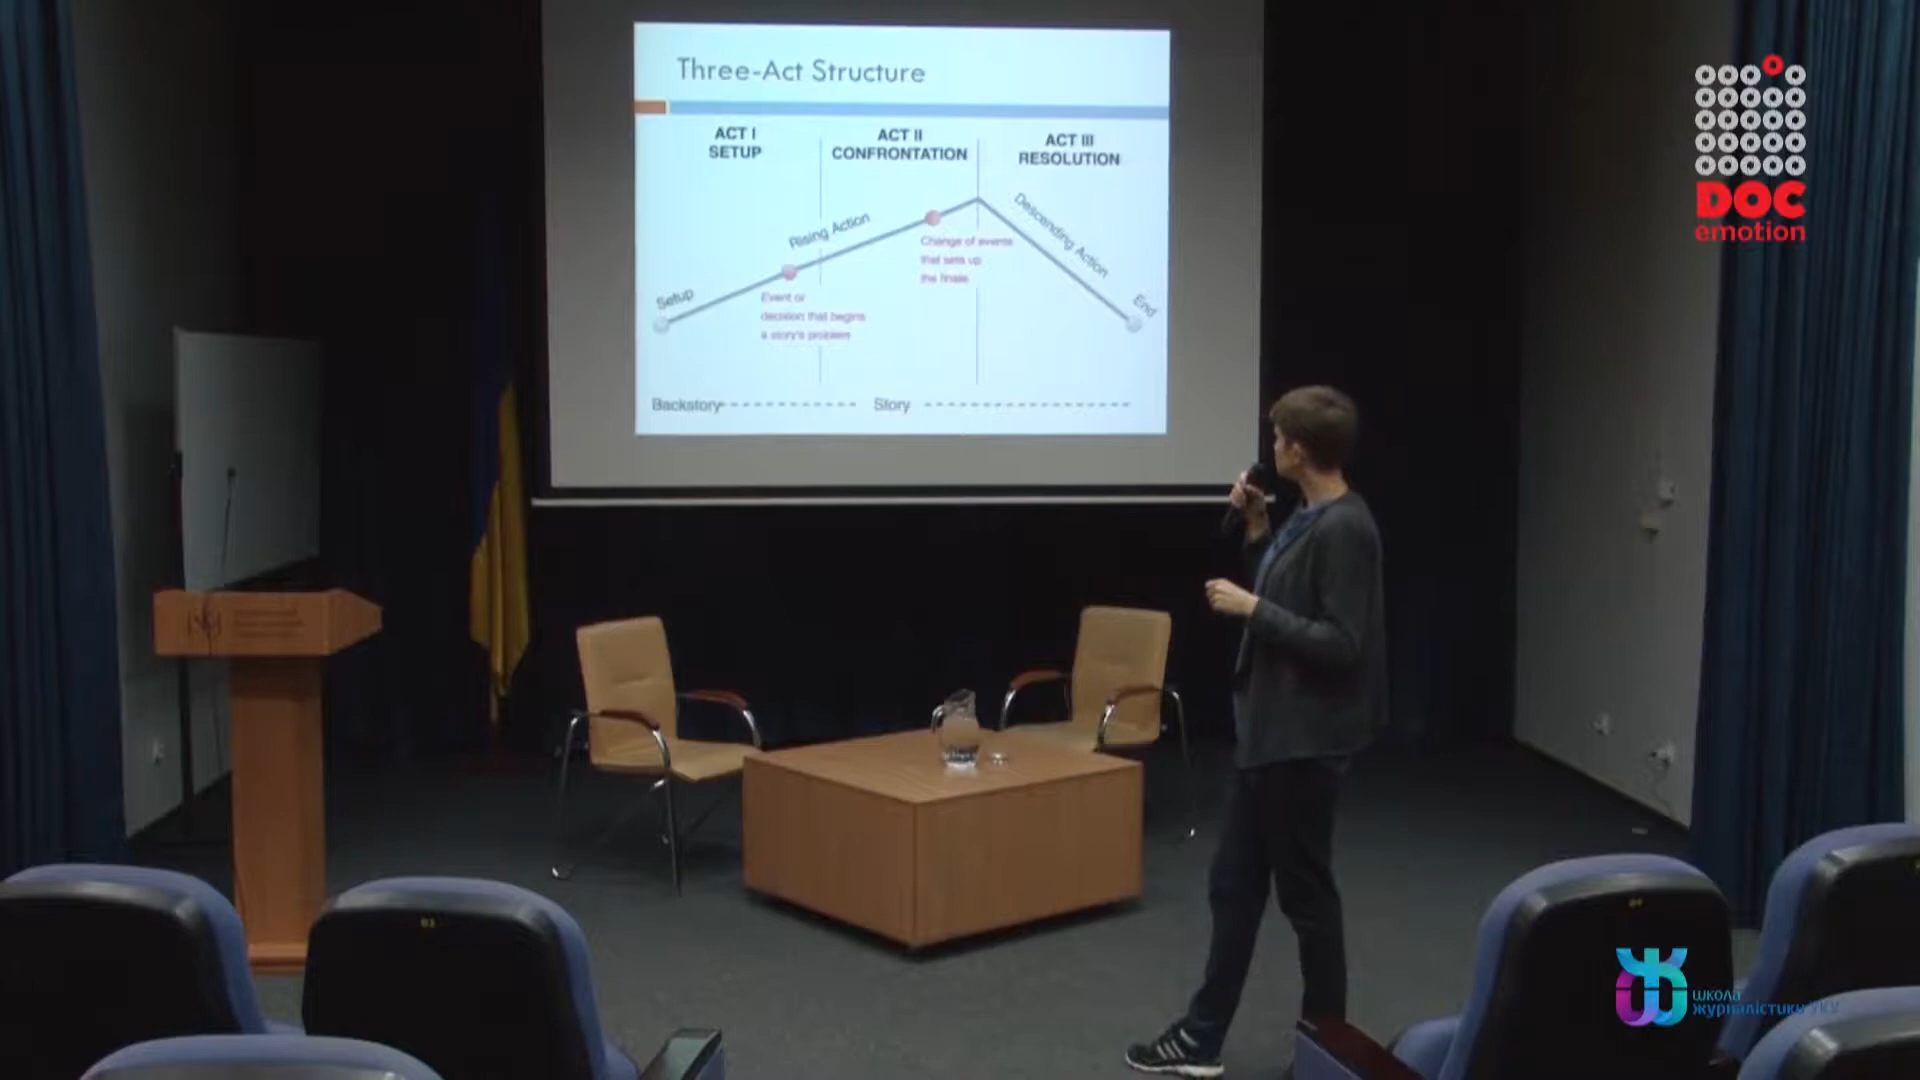 Three-Act Structure
ACT I
SETUP
ACT II
CONFRONTATION
ACT III
RESOLUTION
Setup
Rising Action
Descending Action
End
Event or
decision that begins
a story's problem
Change of events
that sets up
the finale
Backstory
Story
DOC
emotion
школа
журналістики УКУ
03